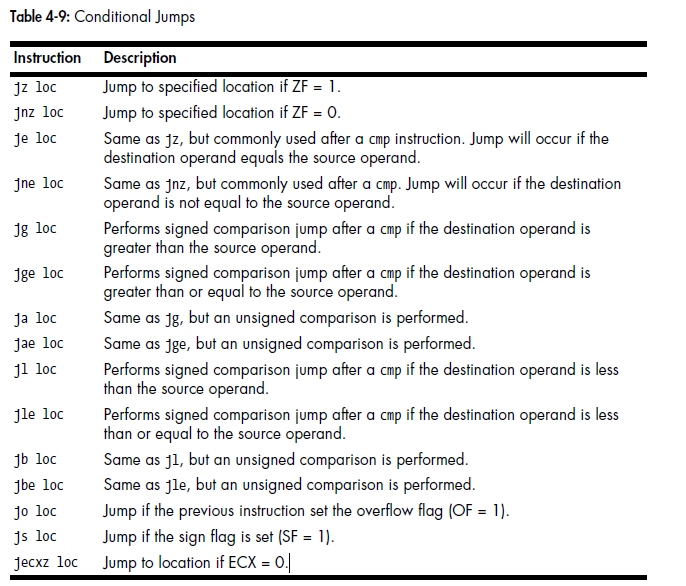 Table 4-9: Conditional Jumps
Instruction Description
jz loc Jump to specified location if ZF = 1.
jnz loc Jump to specified location if ZF = 0.
je loc Same as jz, but commonly used after a cmp instruction. Jump will occur if the
destination operand equals the source operand.
jne loc Same as jnz, but commonly used after a cmp. Jump will occur if the destination
operand is not equal to the source operand.
jg loc Performs signed comparison jump after a cmp if the destination operand is
greater than the source operand.
jge loc Performs signed comparison jump after a cmp if the destination operand is
greater than or equal to the source operand.
ja loc Same as jg, but an unsigned comparison is performed.
jae loc Same as jge, but an unsigned comparison is performed.
jl loc Performs signed comparison jump after a cmp if the destination operand is less
than the source operand.
jle loc Performs signed comparison jump after a cmp if the destination operand is less
than or equal to the source operand.
jb loc Same as jl, but an unsigned comparison is performed.
jbe loc Same as jle, but an unsigned comparison is performed.
jo loc Jump if the previous instruction set the overflow flag (OF = 1).
js loc Jump if the sign flag is set (SF = 1).
jecxz loc Jump to location if ECX = 0.